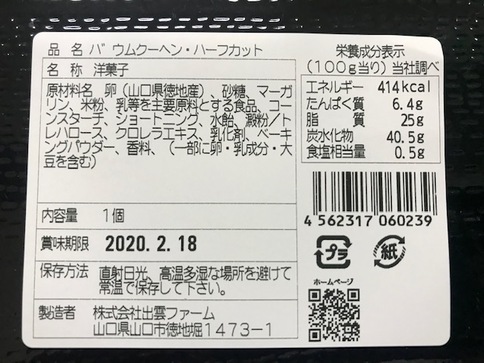 品 名 バ ウムクーヘン・ハーフカット
名 称 洋菓子
原材料名 卵（山口県徳地産）、砂糖、マーガ
リン、米粉、乳等を主要原料とする食品、コー
ンスターチ、ショートニング、水飴、澱粉／ト
レハロース、クロレラエキス、乳化剤、ベーキ
ングパウダー、香料、（一部に卵・乳成分・大
豆を含む）
内容量 1個
賞味期限 2020. 2. 18
保存方法 直射日光、高温多湿な場所を避けて
常温で保存して下さい。
製造者 株式会社出雲ファーム
山口県山口市徳地堀1473-1
栄養成分表示
(100g当り) 当社調べ
エネルギー 414kcal
たんぱく質 6.4g
脂 質 25g
炭水化物 40.5g
食塩相当量 0.5g
4 562317 060239
プラ
紙
ホームページ